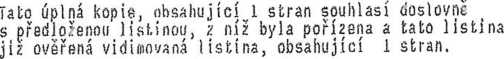 Tato úplná kopie, obsahující 1 stran souhlasí doslovně
s předloženou listinou, z níž byla pořízena a tato listina
již ověřená vidimovaná listina, obsahující 1 stran.